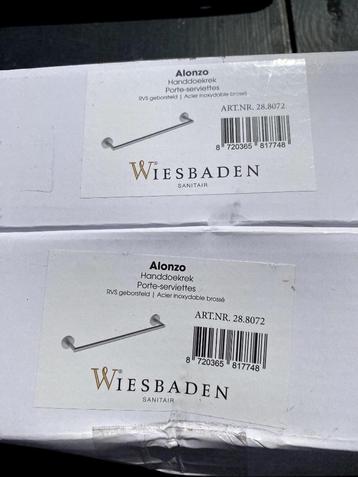 Alonzo
Handdoekrek
Porte-serviettes
RVS geborsteld | Acier inoxydable brossé
ART.NR. 28.8072
8 720365 817748
WIESBADEN®
SANITAIR
Alonzo
Handdoekrek
Porte-serviettes
RVS geborsteld | Acier inoxydable brossé
ART.NR. 28.8072
8 720365 817748
WIESBADEN®
SANITAIR